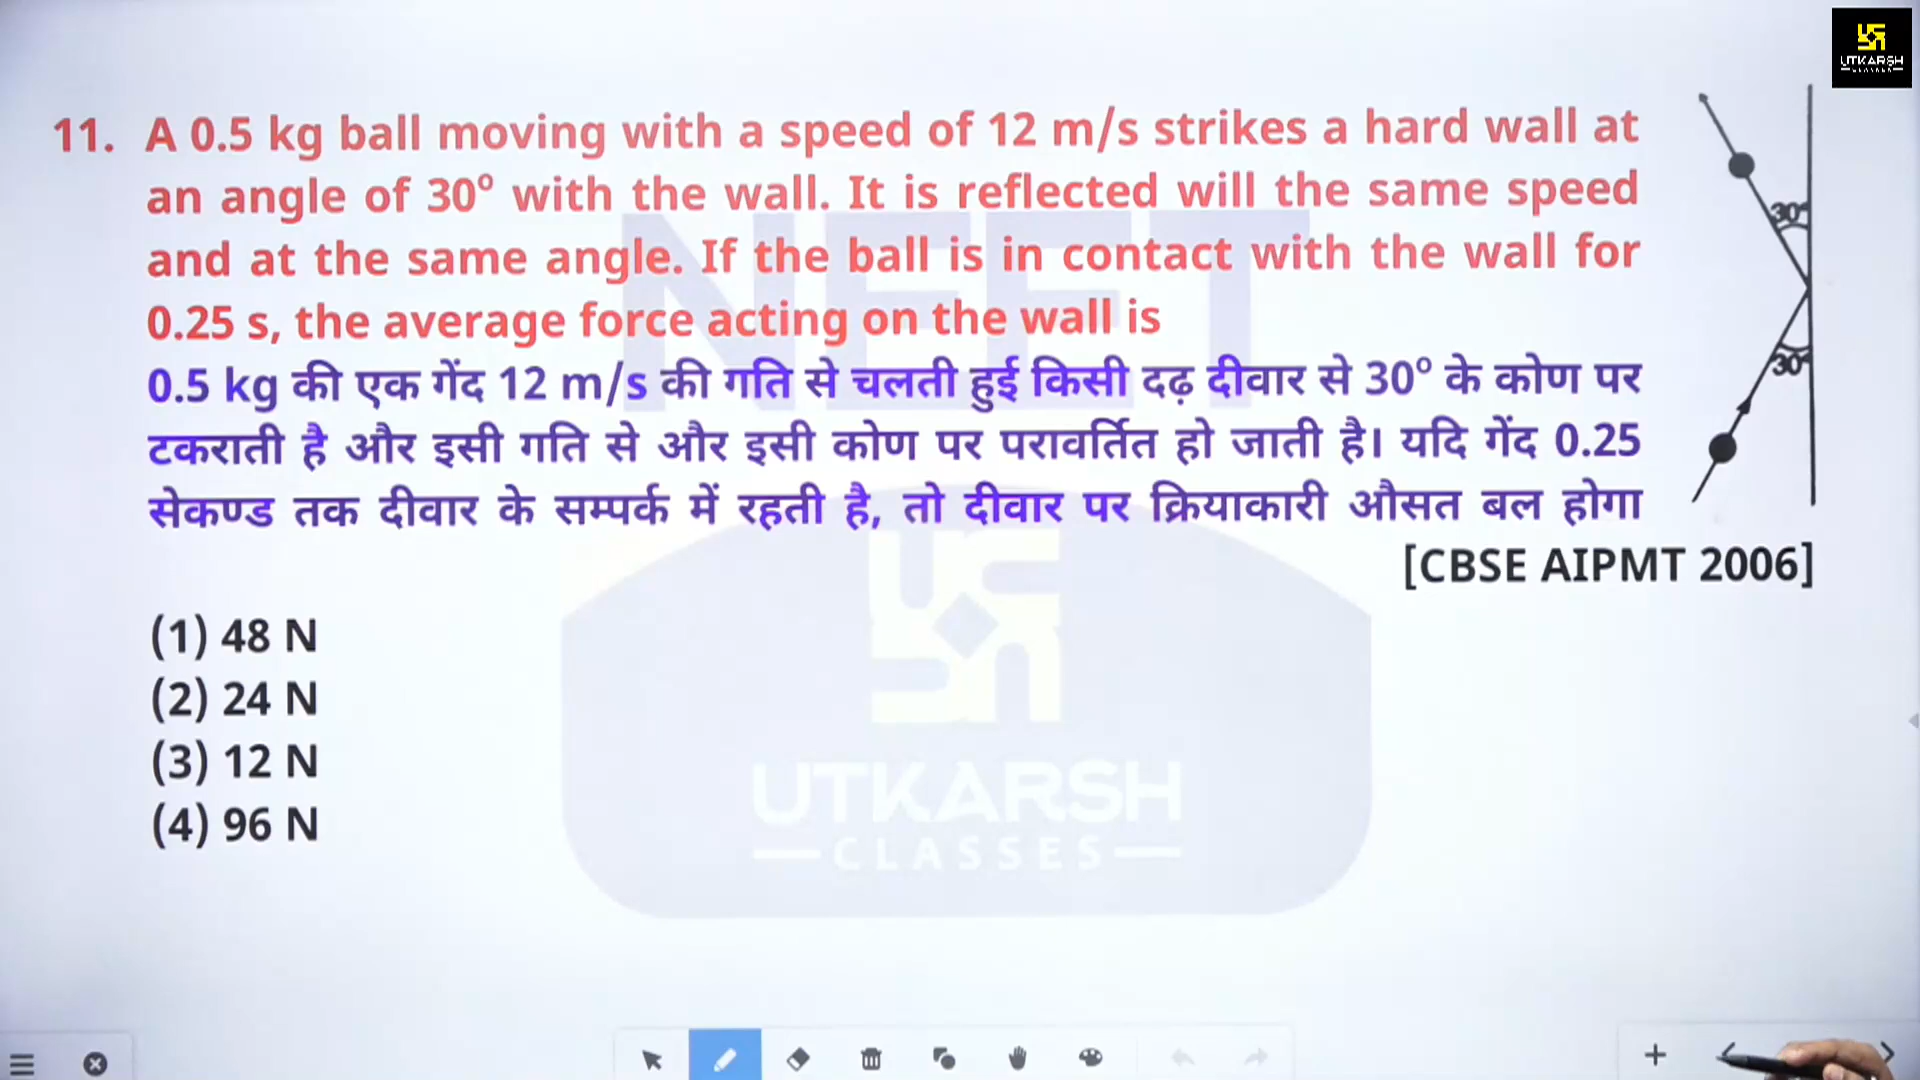 UTKARSH
CLASSES
11. A 0.5 kg ball moving with a speed of 12 m/s strikes a hard wall at
an angle of 30° with the wall. It is reflected will the same speed
and at the same angle. If the ball is in contact with the wall for
0.25 s, the average force acting on the wall is
0.5 kg की एक गेंद 12 m/s की गति से चलती हुई किसी दढ़ दीवार से 30° के कोण पर
टकराती है और इसी गति से और इसी कोण पर परावर्तित हो जाती है। यदि गेंद 0.25
सेकण्ड तक दीवार के सम्पर्क में रहती है, तो दीवार पर क्रियाकारी औसत बल होगा
[CBSE AIPMT 2006]
30°
30°
(1) 48 N
(2) 24 N
(3) 12 N
(4) 96 N
NEET
UTKARSH
CLASSES